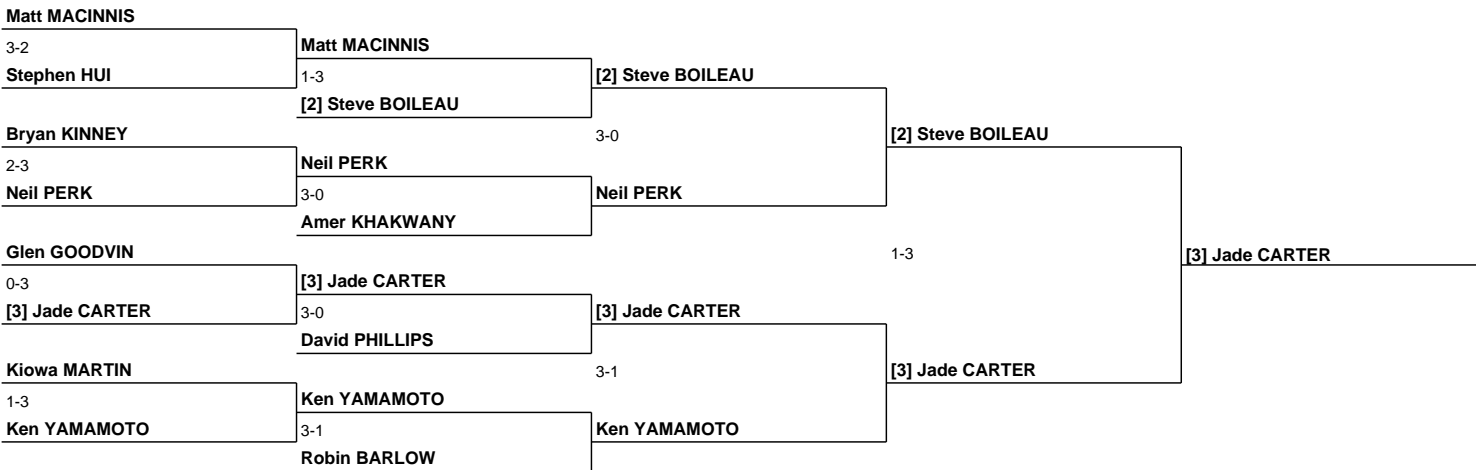 Matt MACINNIS
3-2
Matt MACINNIS
Stephen HUI
1-3
[2] Steve BOILEAU
[2] Steve BOILEAU
Bryan KINNEY
3-0
[2] Steve BOILEAU
2-3
Neil PERK
Neil PERK
3-0
Neil PERK
Amer KHAKWANY
Glen GOODVIN
1-3
[3] Jade CARTER
0-3
[3] Jade CARTER
[3] Jade CARTER
3-0
[3] Jade CARTER
David PHILLIPS
Kiowa MARTIN
3-1
[3] Jade CARTER
1-3
Ken YAMAMOTO
Ken YAMAMOTO
3-1
Ken YAMAMOTO
Robin BARLOW